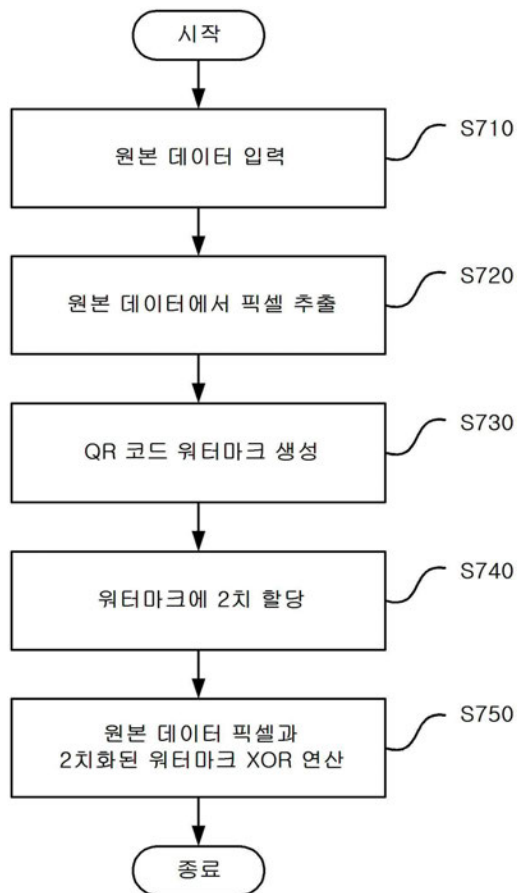 시작
원본 데이터 입력
S710
원본 데이터에서 픽셀 추출
S720
QR 코드 워터마크 생성
S730
워터마크에 2치 할당
S740
원본 데이터 픽셀과
2치화된 워터마크 XOR 연산
S750
종료